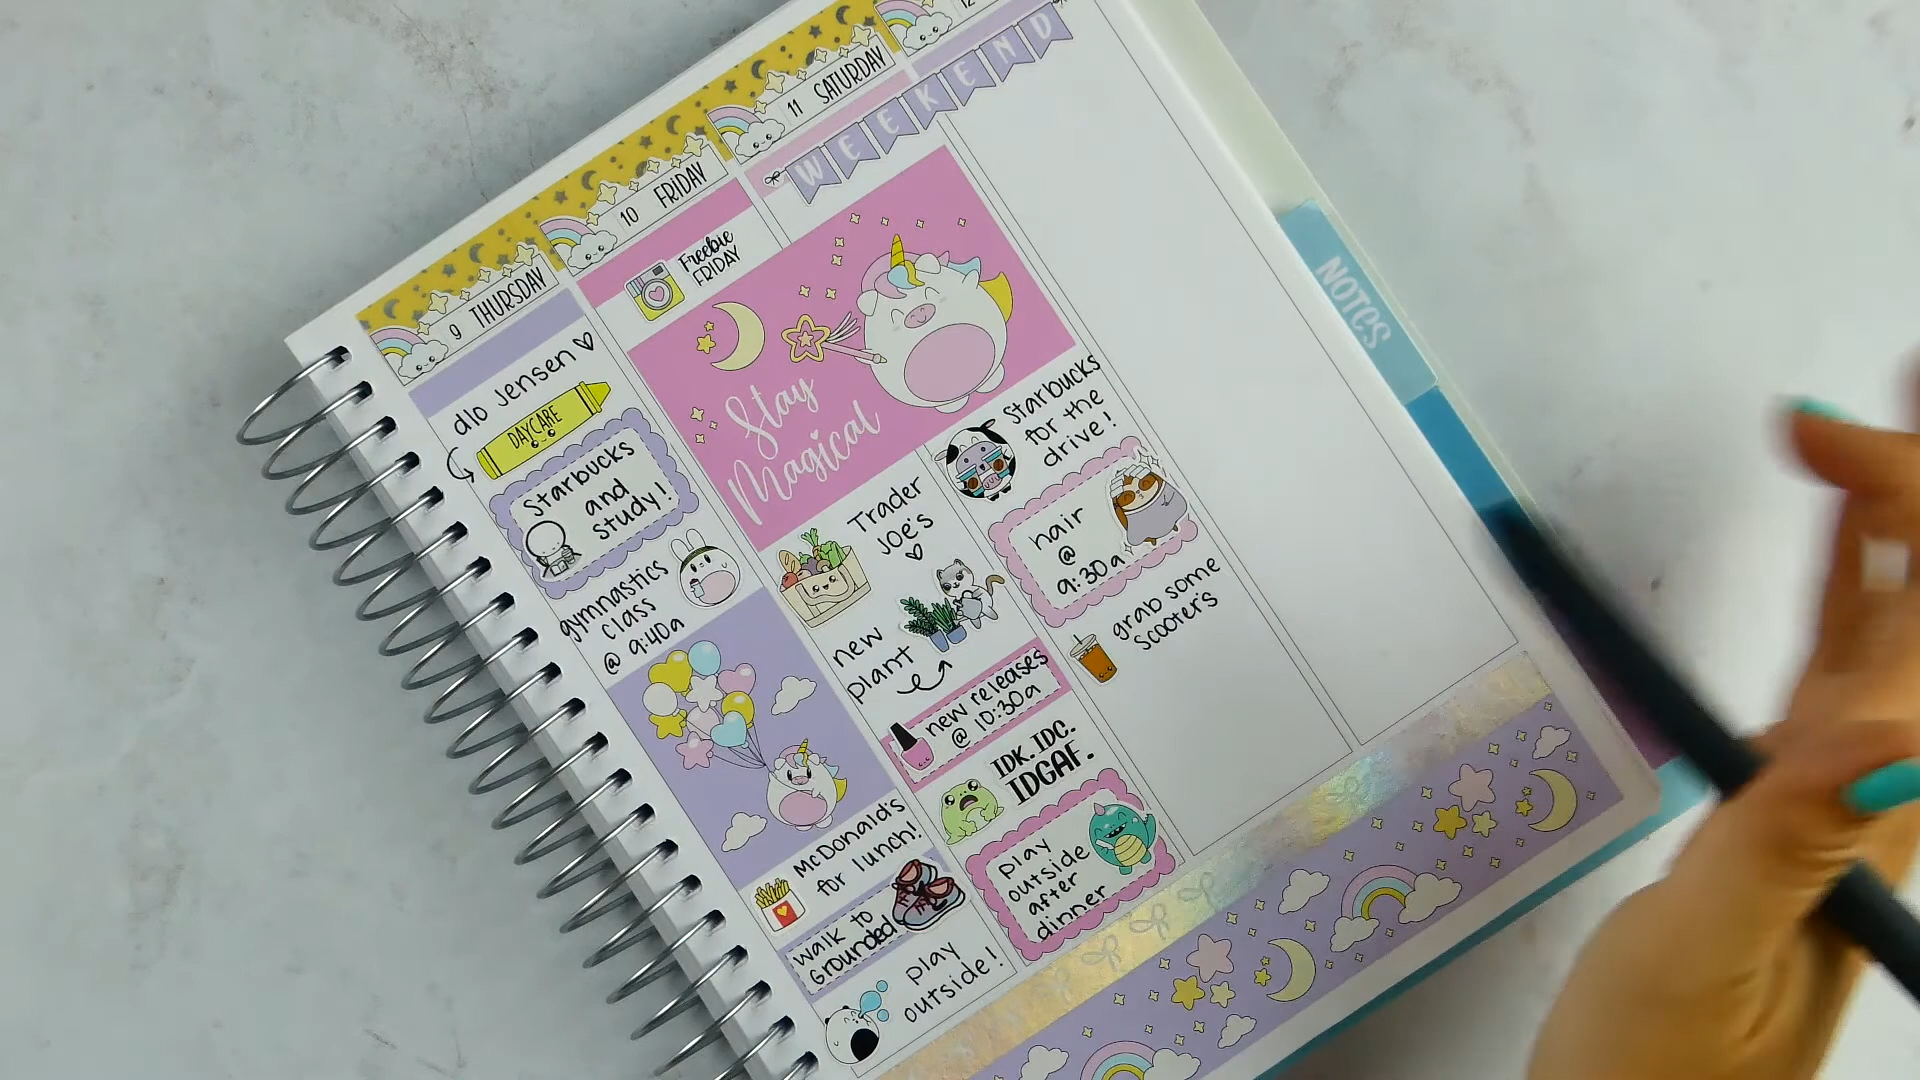 9 THURSDAY
dlo Jensen ♡
DAYCARE
Starbucks
and
study!
gymnastics
class
@ 9:40a
McDonald's
for lunch!
walk to
Grounded
play
outside!
10 FRIDAY
Freebie
FRIDAY
Stay
Magical
Trader
Joe's
♡
new
plant
new releases
@ 10:30a
IDK. IDC.
IDGAF.
play
outside
after
dinner
11 SATURDAY
WEEKEND
Starbucks
for the
drive!
hair
@
9:30a
grab some
Scooter's
12
NOTES